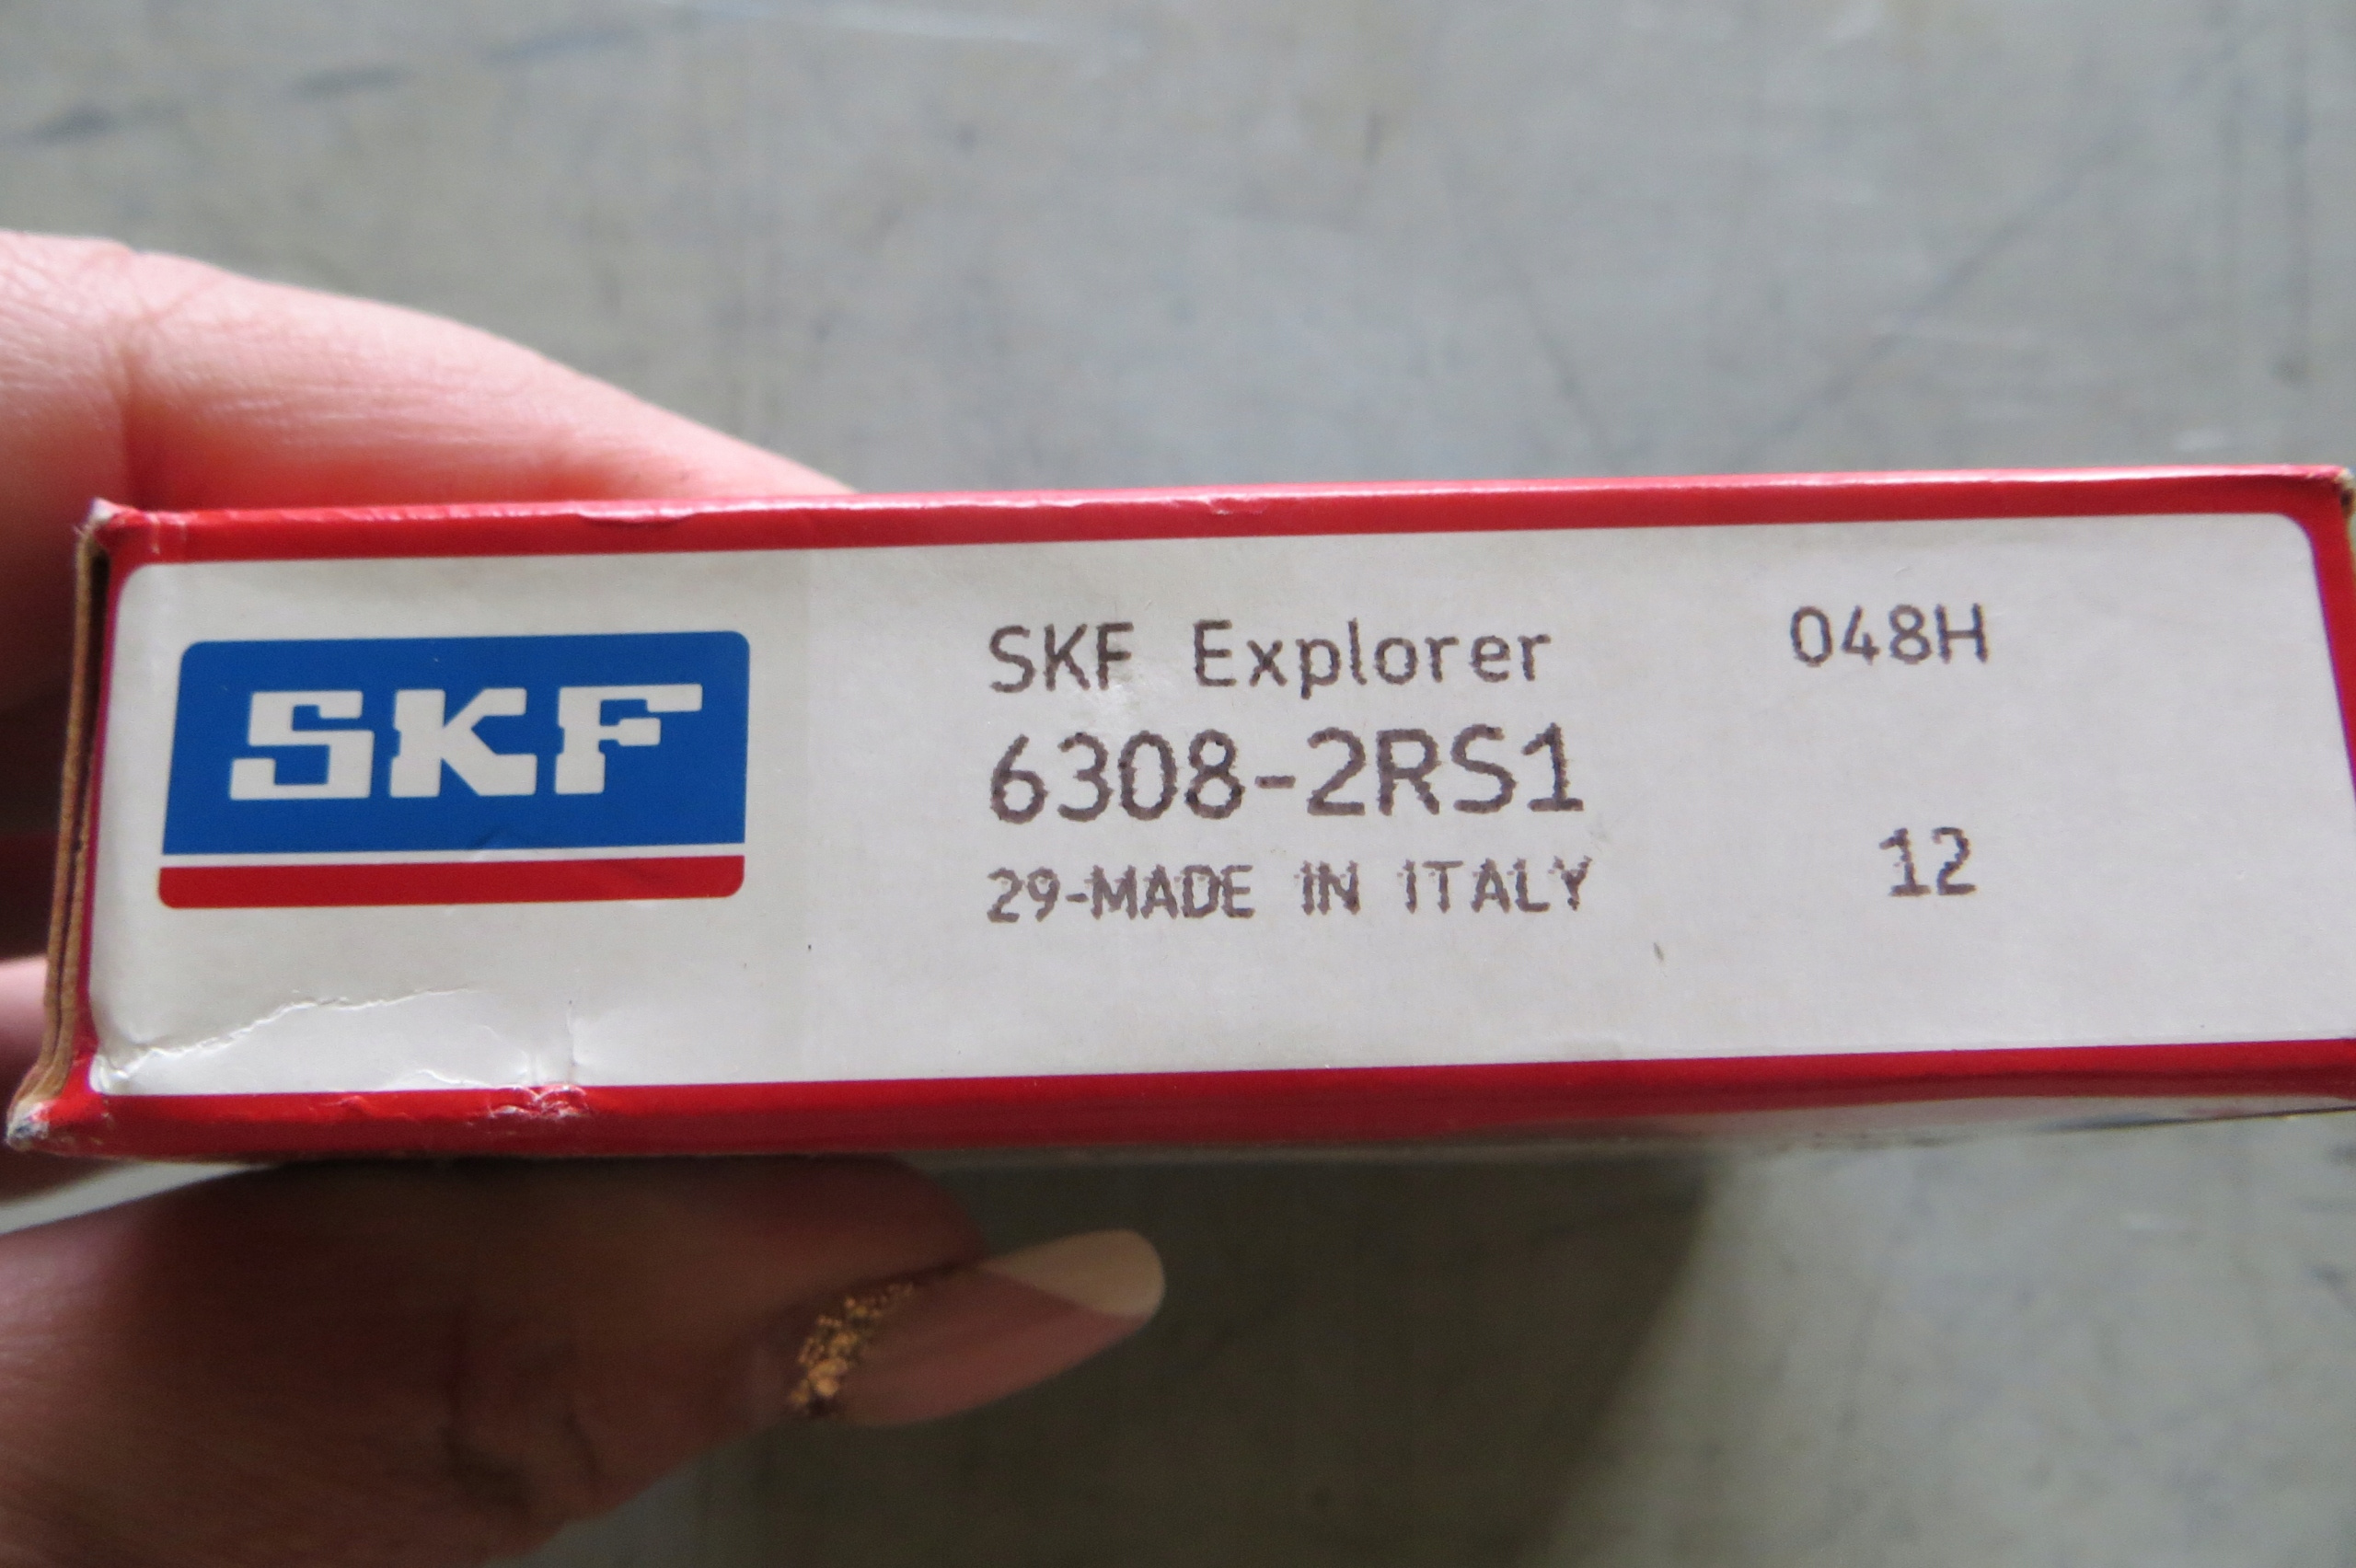 SKF
SKF Explorer 048H
6308-2RS1
29-MADE IN ITALY 12